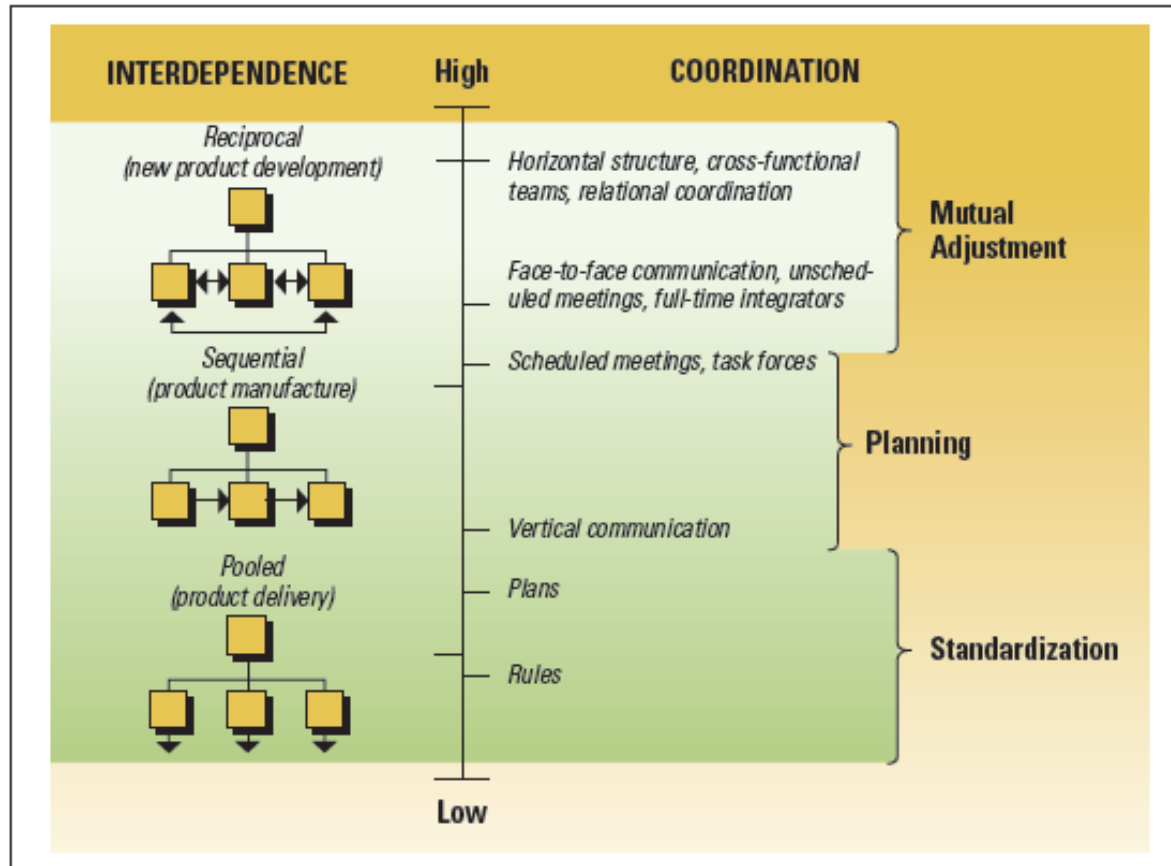 INTERDEPENDENCE
High
COORDINATION
Reciprocal
(new product development)
Horizontal structure, cross-functional
teams, relational coordination
Mutual
Adjustment
Face-to-face communication, unsched-
uled meetings, full-time integrators
Sequential
(product manufacture)
Scheduled meetings, task forces
Planning
Vertical communication
Pooled
(product delivery)
Plans
Standardization
Rules
Low